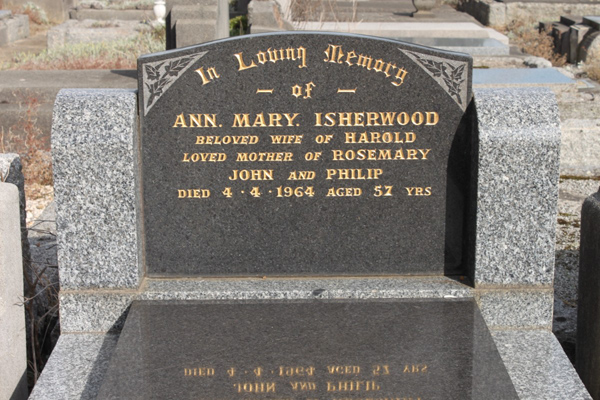 In Loving Memory
— of —
ANN. MARY. ISHERWOOD
BELOVED WIFE OF HAROLD
LOVED MOTHER OF ROSEMARY
JOHN AND PHILIP
DIED 4·4·1964 AGED 57 YRS